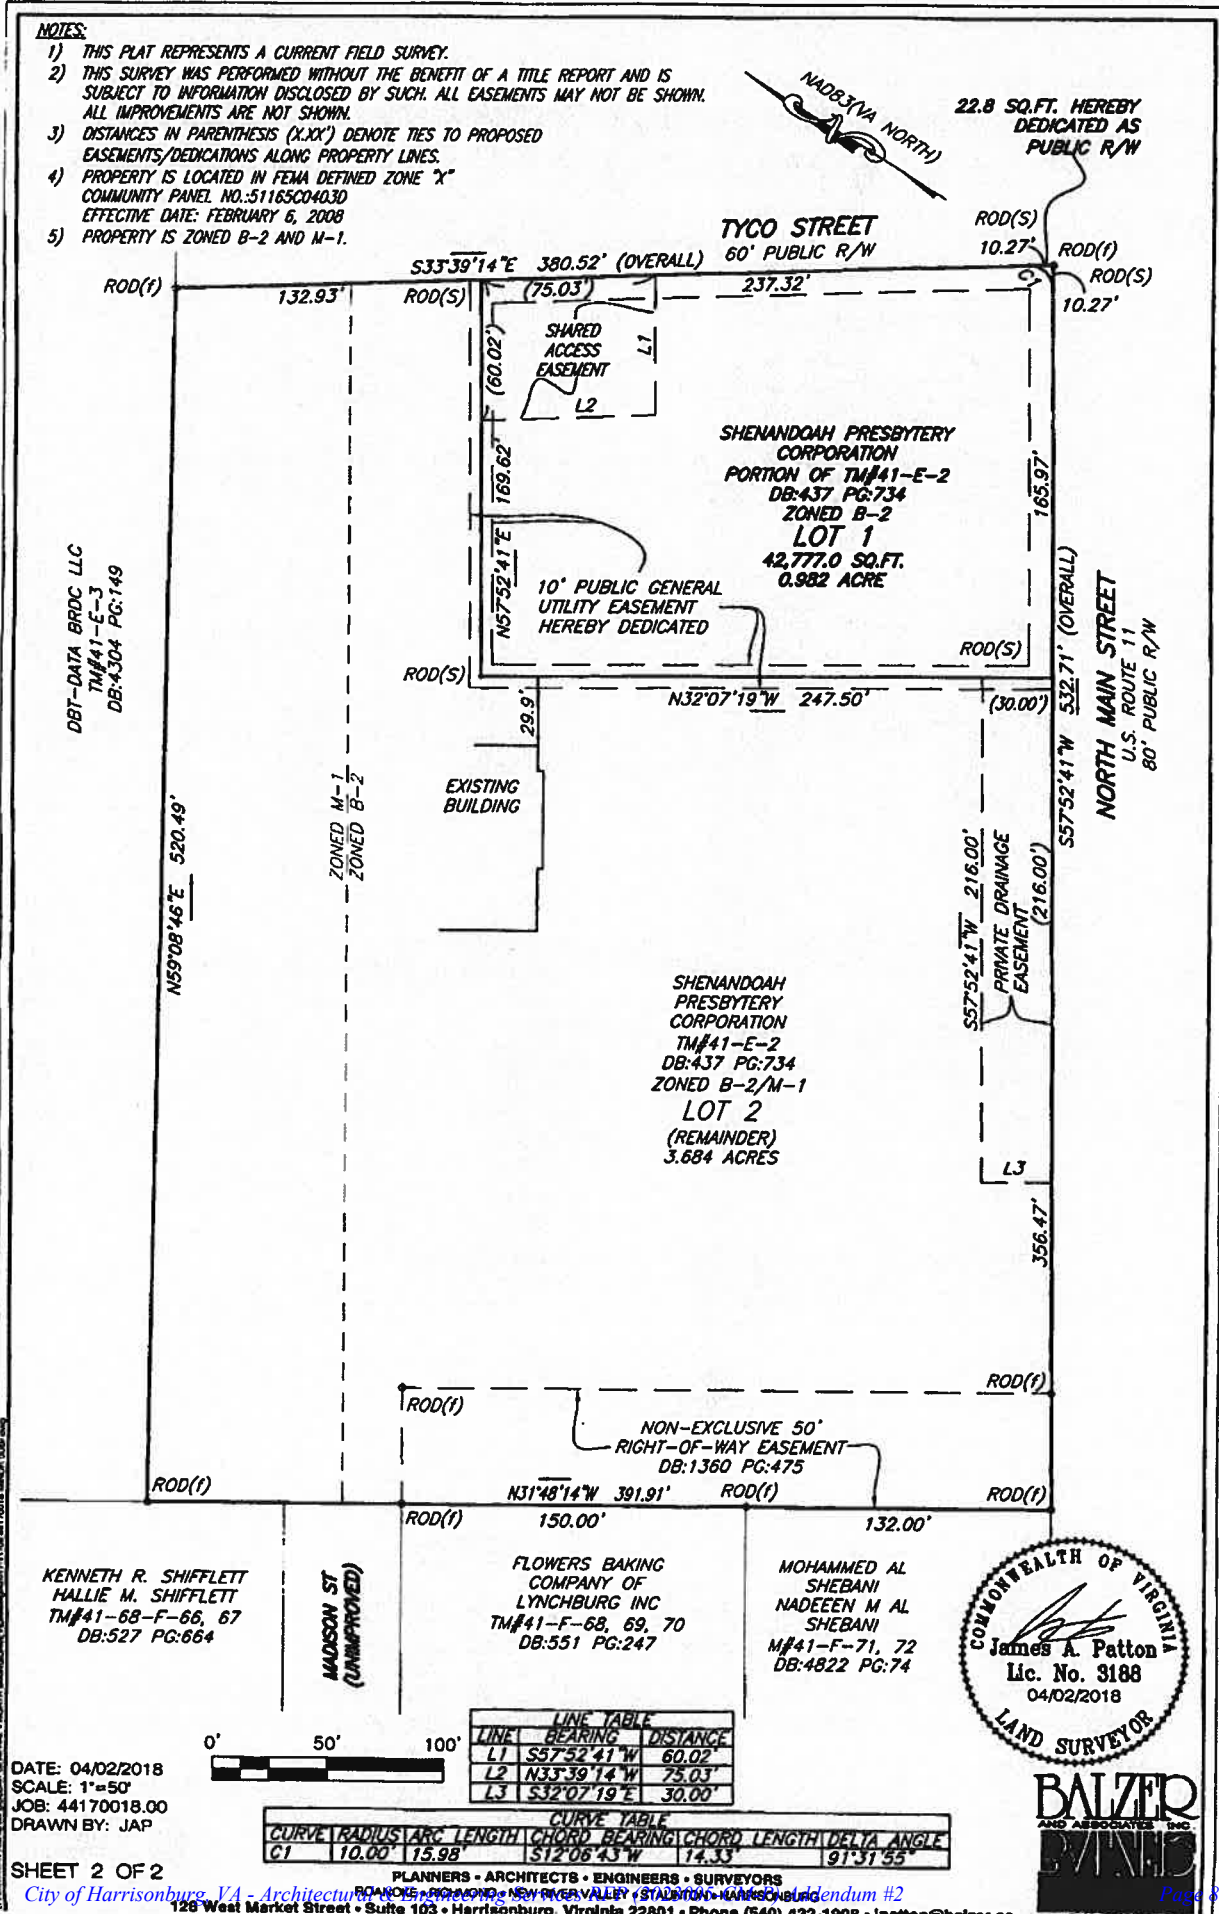 NOTES:
1) THIS PLAT REPRESENTS A CURRENT FIELD SURVEY.
2) THIS SURVEY WAS PERFORMED WITHOUT THE BENEFIT OF A TITLE REPORT AND IS
SUBJECT TO INFORMATION DISCLOSED BY SUCH. ALL EASEMENTS MAY NOT BE SHOWN.
ALL IMPROVEMENTS ARE NOT SHOWN.
3) DISTANCES IN PARENTHESIS (X.XX') DENOTE TIES TO PROPOSED
EASEMENTS/DEDICATIONS ALONG PROPERTY LINES.
4) PROPERTY IS LOCATED IN FEMA DEFINED ZONE "X"
COMMUNITY PANEL NO.:51165C0403D
EFFECTIVE DATE: FEBRUARY 6, 2008
5) PROPERTY IS ZONED B-2 AND M-1.
NAD83(VA NORTH)
22.8 SQ.FT. HEREBY
DEDICATED AS
PUBLIC R/W
TYCO STREET
60' PUBLIC R/W
ROD(S)
10.27'
ROD(f)
ROD(S)
10.27'
C1
S33°39'14"E 380.52' (OVERALL)
ROD(f)
132.93'
ROD(S)
(75.03')
237.32'
SHARED
ACCESS
EASEMENT
(60.02')
L1
L2
169.62'
N57°52'41"E
SHENANDOAH PRESBYTERY
CORPORATION
PORTION OF TM#41-E-2
DB:437 PG:734
ZONED B-2
LOT 1
42,777.0 SQ.FT.
0.982 ACRE
165.97'
10' PUBLIC GENERAL
UTILITY EASEMENT
HEREBY DEDICATED
DBT-DATA BRDC LLC
TM#41-E-3
DB:4304 PG:149
S57°52'41"W 532.71' (OVERALL)
NORTH MAIN STREET
U.S. ROUTE 11
80' PUBLIC R/W
ROD(S)
ROD(S)
N32°07'19"W 247.50'
(30.00')
29.9'
EXISTING
BUILDING
ZONED M-1
ZONED B-2
N59°08'46"E 520.49'
S57°52'41"W 216.00'
PRIVATE DRAINAGE
EASEMENT
(216.00')
SHENANDOAH
PRESBYTERY
CORPORATION
TM#41-E-2
DB:437 PG:734
ZONED B-2/M-1
LOT 2
(REMAINDER)
3.684 ACRES
L3
356.47'
ROD(f)
ROD(f)
NON-EXCLUSIVE 50'
RIGHT-OF-WAY EASEMENT
DB:1360 PG:475
ROD(f)
N31°48'14"W 391.91'
ROD(f)
ROD(f)
ROD(f)
150.00'
132.00'
KENNETH R. SHIFFLETT
HALLIE M. SHIFFLETT
TM#41-68-F-66, 67
DB:527 PG:664
MADISON ST
(UNIMPROVED)
FLOWERS BAKING
COMPANY OF
LYNCHBURG INC
TM#41-F-68, 69, 70
DB:551 PG:247
MOHAMMED AL
SHEBANI
NADEEEN M AL
SHEBANI
M#41-F-71, 72
DB:4822 PG:74
COMMONWEALTH OF VIRGINIA
James A. Patton
Lic. No. 3188
04/02/2018
LAND SURVEYOR
0' 50' 100'
LINE TABLE
LINE BEARING DISTANCE
L1 S57°52'41"W 60.02'
L2 N33°39'14"W 75.03'
L3 S32°07'19"E 30.00'
DATE: 04/02/2018
SCALE: 1"=50'
JOB: 44170018.00
DRAWN BY: JAP
CURVE TABLE
CURVE RADIUS ARC LENGTH CHORD BEARING CHORD LENGTH DELTA ANGLE
C1 10.00' 15.98' S12°06'43"W 14.33' 91°31'55"
BALZER
AND ASSOCIATES INC.
SHEET 2 OF 2
PLANNERS • ARCHITECTS • ENGINEERS • SURVEYORS
ROANOKE • RICHMOND • NEW RIVER VALLEY • STAUNTON • HARRISONBURG
City of Harrisonburg, VA - Architectural & Engineering Services RFP Addendum #2
Page 8
128 West Market Street • Suite 103 • Harrisonburg, Virginia 22801 • Phone (540)